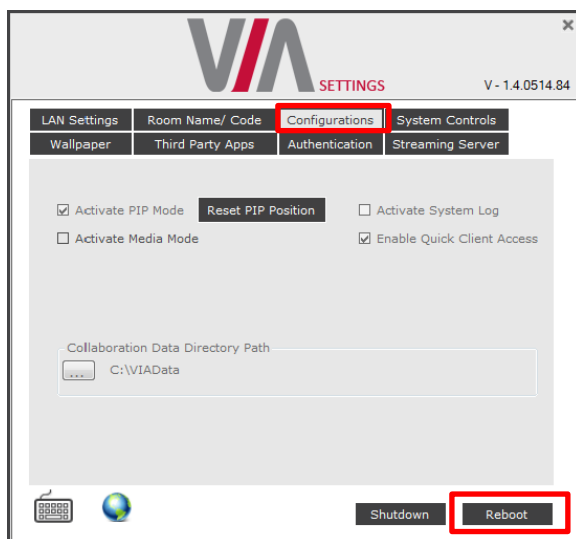 VIA
SETTINGS
V - 1.4.0514.84
LAN Settings Room Name/ Code Configurations System Controls
Wallpaper Third Party Apps Authentication Streaming Server
Activate PIP Mode Reset PIP Position Activate System Log
Activate Media Mode Enable Quick Client Access
Collaboration Data Directory Path
... C:\VIAData
Shutdown Reboot